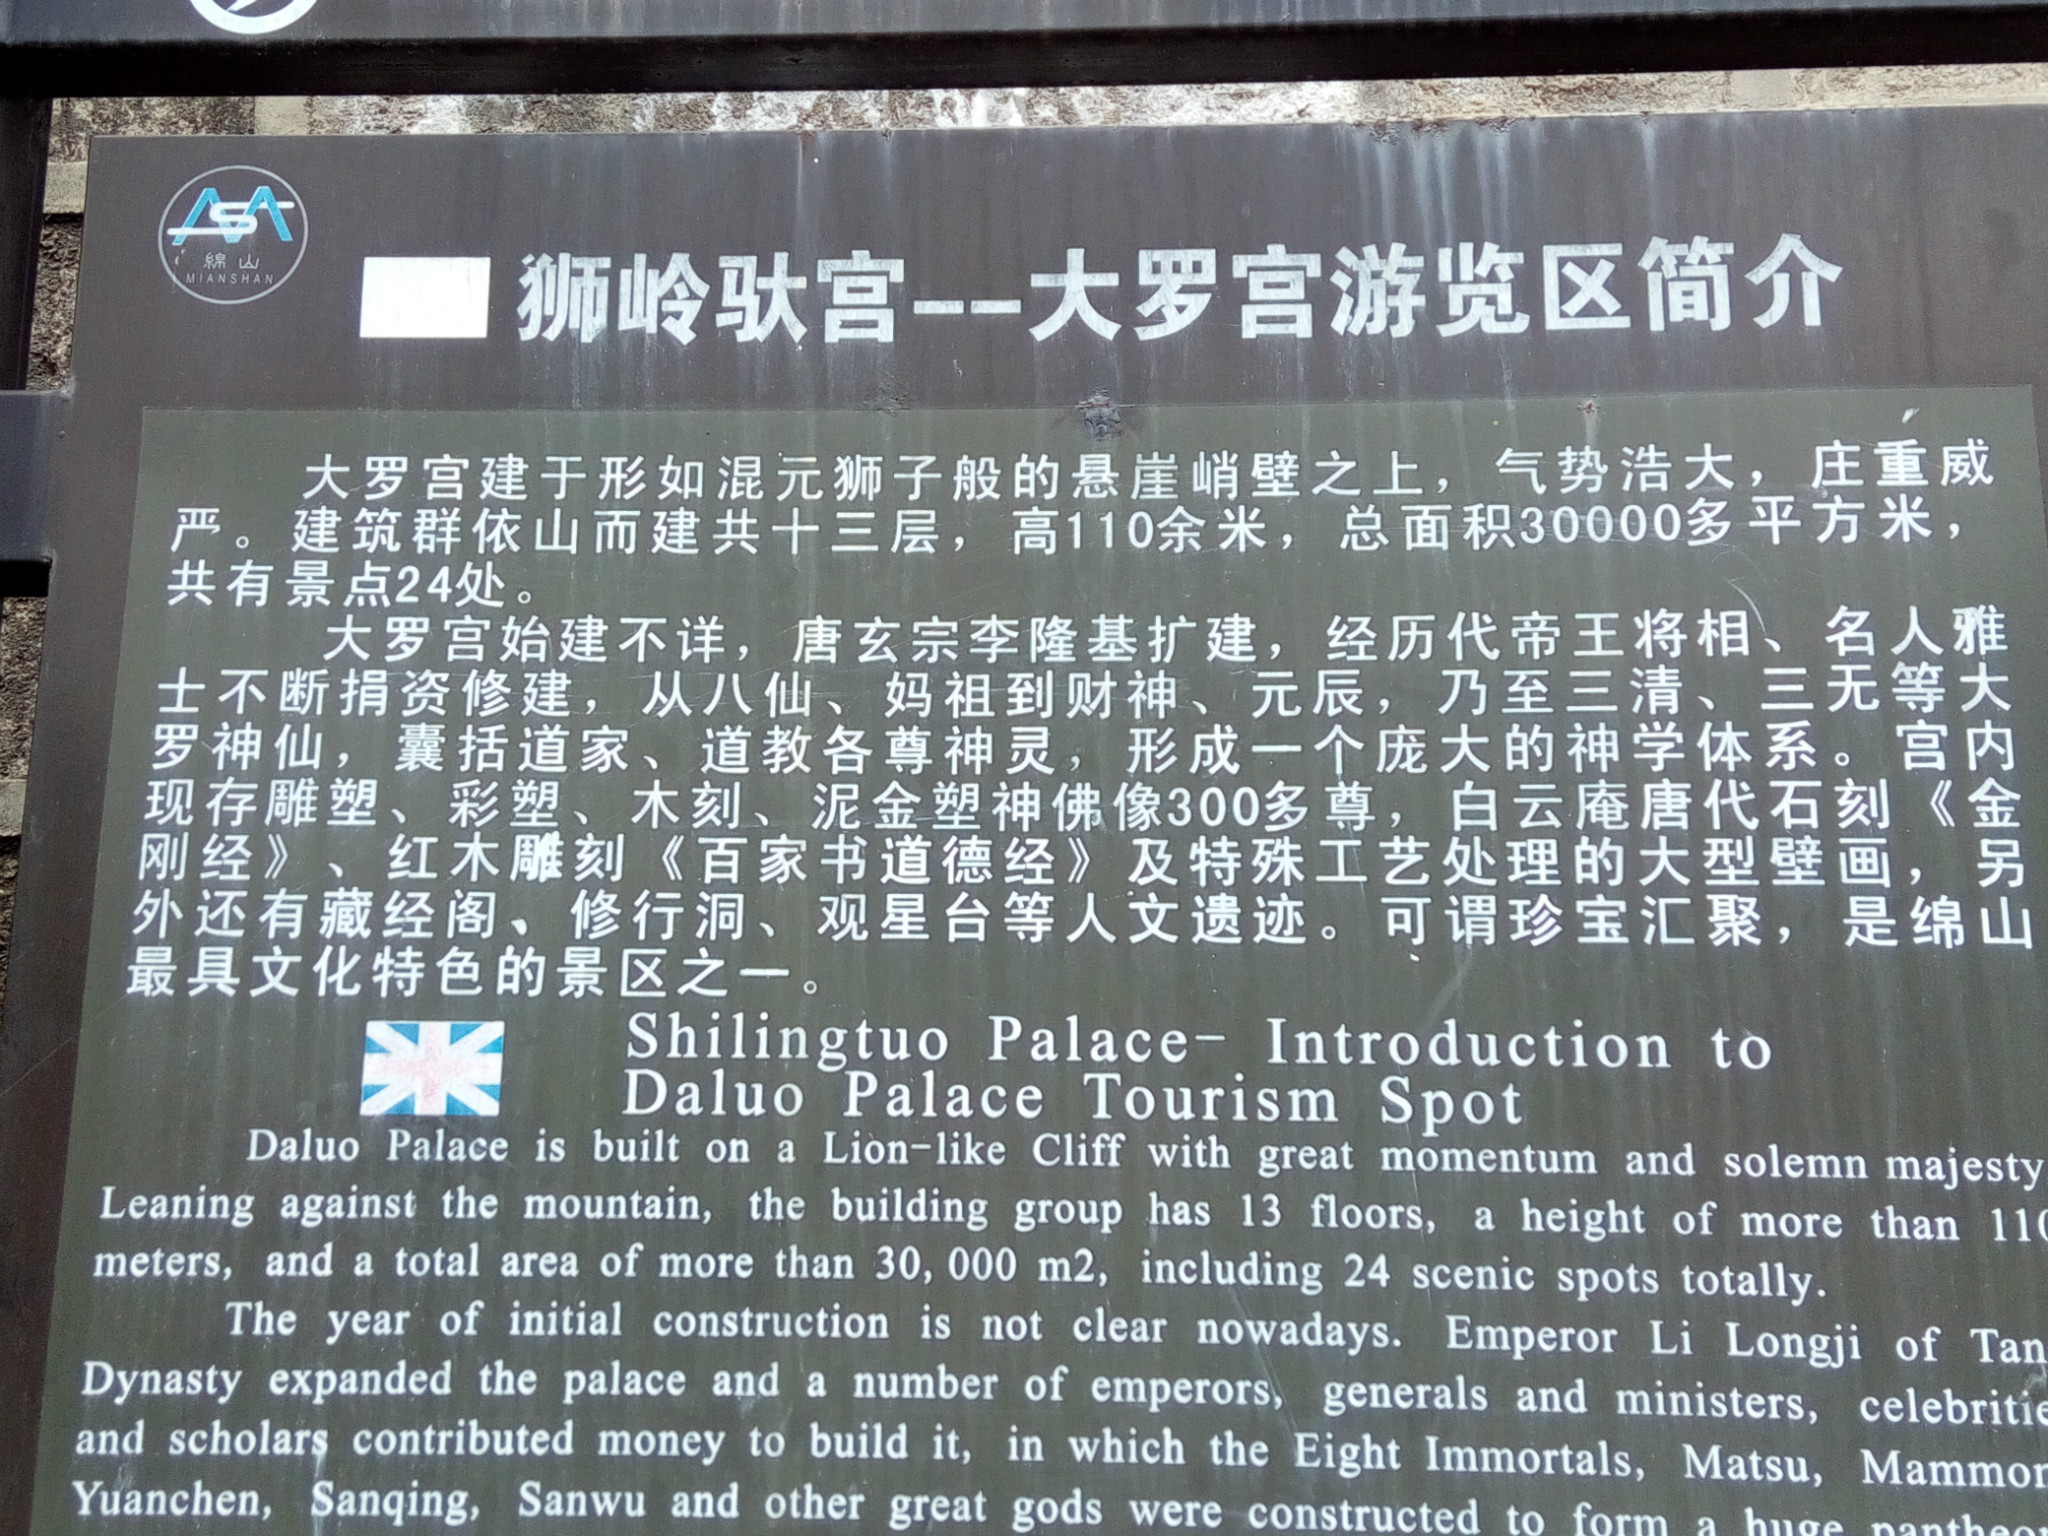 綿山
MIANSHAN
狮岭驮宫——大罗宫游览区简介
大罗宫建于形如混元狮子般的悬崖峭壁之上，气势浩大，庄重威
严。建筑群依山而建共十三层，高110余米，总面积30000多平方米，
共有景点24处。
大罗宫始建不详，唐玄宗李隆基扩建，经历代帝王将相、名人雅
士不断捐资修建，从八仙、妈祖到财神、元辰，乃至三清、三无等大
罗神仙，囊括道家、道教各尊神灵，形成一个庞大的神学体系。宫内
现存雕塑、彩塑、木刻、泥金塑神佛像300多尊，白云庵唐代石刻《金
刚经》、红木雕刻《百家书道德经》及特殊工艺处理的大型壁画，另
外还有藏经阁、修行洞、观星台等人文遗迹。可谓珍宝汇聚，是绵山
最具文化特色的景区之一。
Shilingtuo Palace- Introduction to
Daluo Palace Tourism Spot
Daluo Palace is built on a Lion-like Cliff with great momentum and solemn majesty
Leaning against the mountain, the building group has 13 floors, a height of more than 110
meters, and a total area of more than 30,000 m2, including 24 scenic spots totally.
The year of initial construction is not clear nowadays. Emperor Li Longji of Tan
Dynasty expanded the palace and a number of emperors, generals and ministers, celebritie
and scholars contributed money to build it, in which the Eight Immortals, Matsu, Mammon
Yuanchen, Sanqing, Sanwu and other great gods were constructed to form a huge pantheon